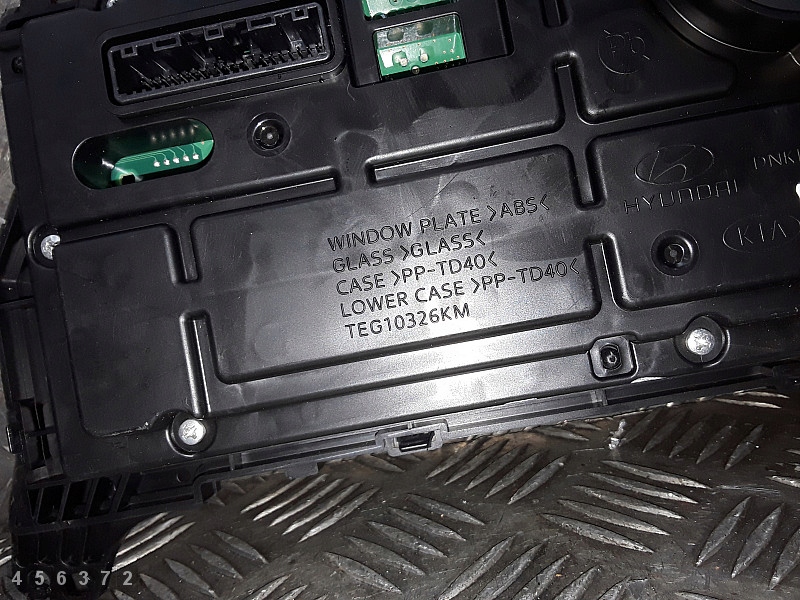 HYUNDAI
KIA
WINDOW PLATE >ABS<
GLASS >GLASS<
CASE >PP-TD40<
LOWER CASE >PP-TD40<
TEG10326KM
456372